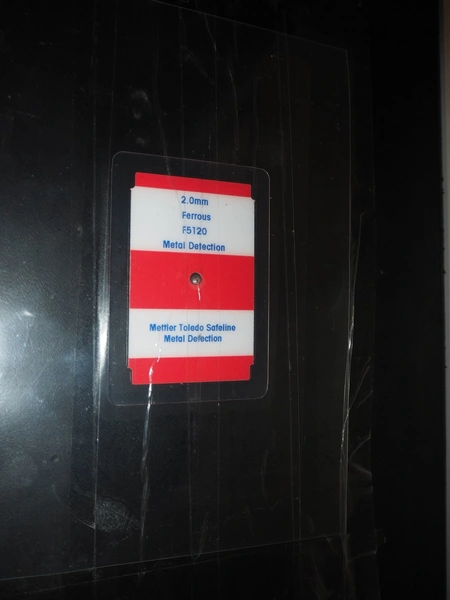 2.0mm
Ferrous
F5120
Metal Detection
Mettler Toledo Safeline
Metal Detection